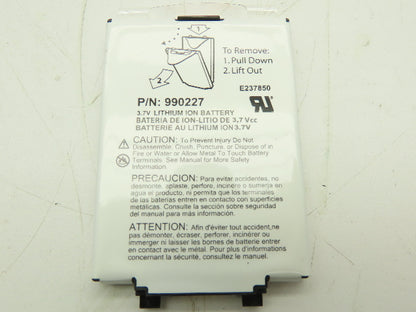 1
2
To Remove:
1. Pull Down
2. Lift Out
E237850
P/N: 990227
3.7V LITHIUM ION BATTERY
BATERIA DE ION-LITIO DE 3,7 Vcc
BATTERIE AU LITHIUM ION 3,7V
CAUTION: To Prevent Injury Do Not
Disassemble, Crush, Puncture, or Dispose of in
Fire or Water or Allow Metal To Touch Battery
Terminals. See Manual for More Safety
Information.
PRECAUCION: Para evitar accidentes, no
desmonte, aplaste, perfore, incinere o sumerja en
agua el producto, ni permita que los terminales de
la batería entren en contacto con superficies
metálicas. Consulte la sección sobre seguridad
del manual para más información.
ATTENTION: Afin d'éviter tout accident,ne
pas démonter, écraser, perforer, incinérer ou
immerger ni laisser les bornes de la batterie entrer
en contact avec du métal. Pour plus d'informations
concernant la sécurité, consultez le manuel.